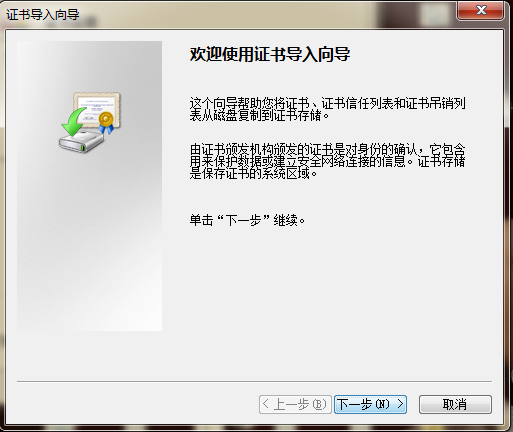 证书导入向导
欢迎使用证书导入向导
这个向导帮助您将证书、证书信任列表和证书吊销列
表从磁盘复制到证书存储。
由证书颁发机构颁发的证书是对身份的确认，它包含
用来保护数据或建立安全网络连接的信息。证书存储
是保存证书的系统区域。
单击“下一步”继续。
< 上一步(B) 下一步(N) > 取消